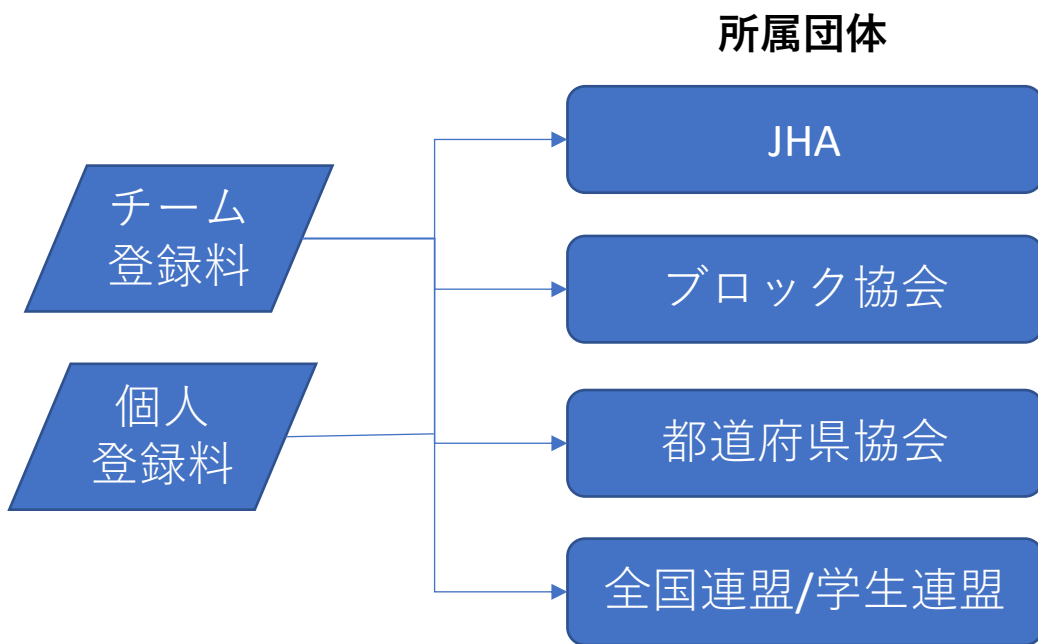 所属団体
JHA
チーム
登録料
ブロック協会
個人
登録料
都道府県協会
全国連盟/学生連盟